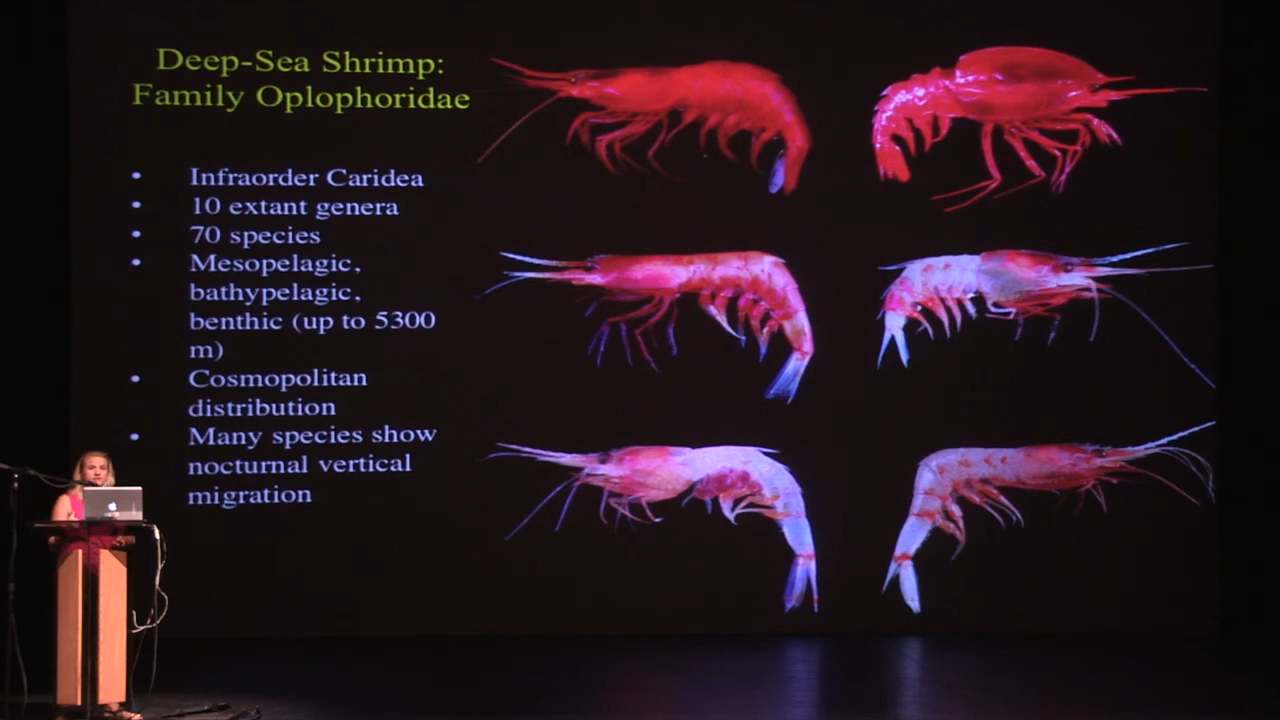 Deep-Sea Shrimp:
Family Oplophoridae
• Infraorder Caridea
• 10 extant genera
• 70 species
• Mesopelagic,
bathypelagic,
benthic (up to 5300
m)
• Cosmopolitan
distribution
• Many species show
nocturnal vertical
migration